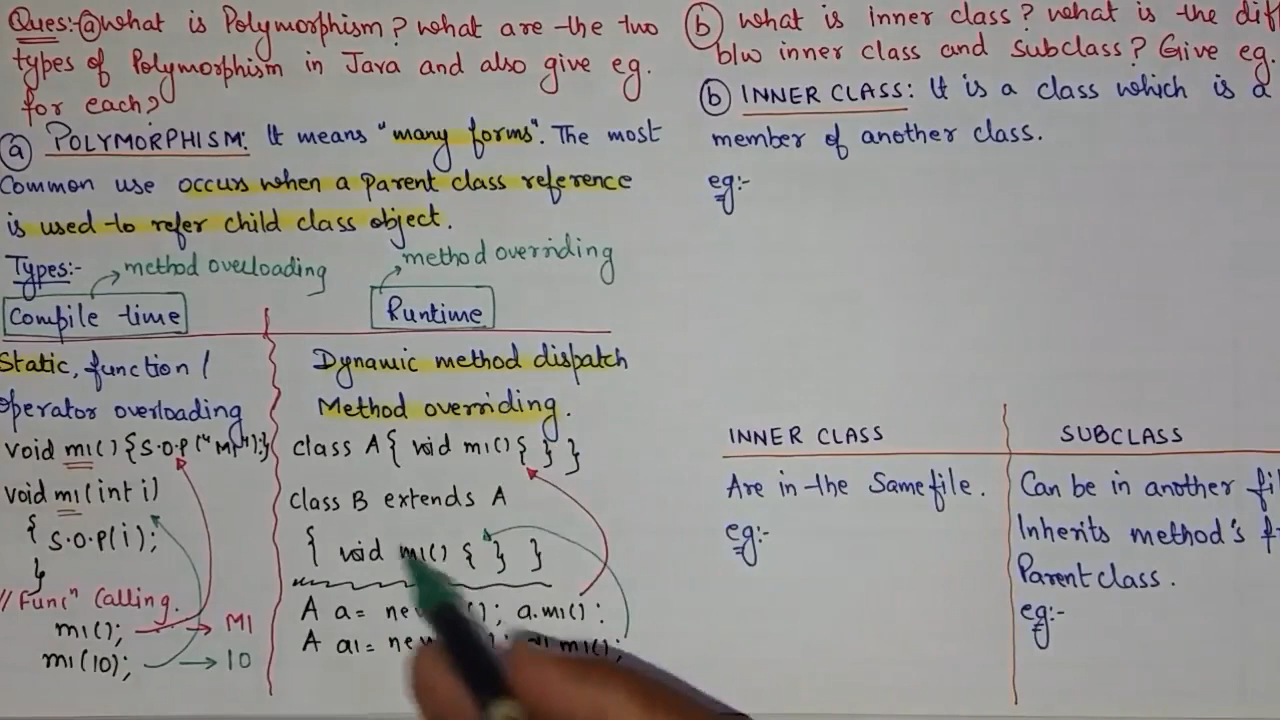 Ques:- (a) What is Polymorphism? What are the two
types of Polymorphism in Java and also give eg.
for each?
(a) POLYMORPHISM: It means "many forms". The most
Common use occurs when a parent class reference
is used to refer child class object.
Types:- method overloading method overriding
Compile time Runtime
Static, function / Dynamic method dispatch
operator overloading Method overriding.
void m1() {S.O.P("M1");} class A{ void m1(){ } }
void m1(int i) class B extends A
{ S.O.P(i); { void m1() { } }
}
// Funcⁿ Calling. A a = new (); a.m1();
m1(); → M1 A a1 = new ; a1.m1();
m1(10); → 10
(b) What is inner class? What is the
b/w inner class and subclass? Give eg.
(b) INNER CLASS: It is a class which is a
member of another class.
eg:-
INNER CLASS SUBCLASS
Are in the Same file. Can be in another
eg:- Inherits method's
Parent class.
eg:-